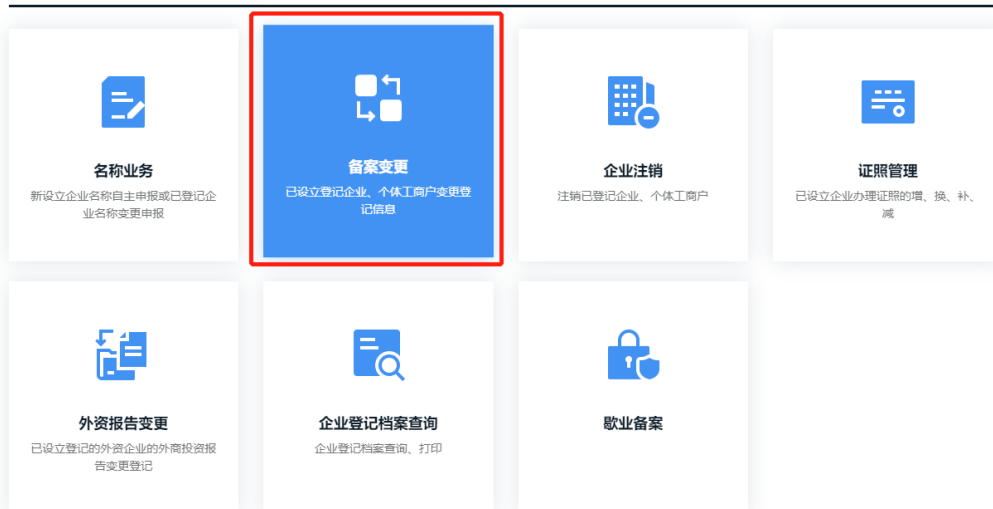 名称业务
新设立企业名称自主申报或已登记企
业名称变更申报
备案变更
已设立登记企业、个体工商户变更登
记信息
企业注销
注销已登记企业、个体工商户
证照管理
已设立企业办理证照的增、换、补、
减
外资报告变更
已设立登记的外资企业的外商投资报
告变更登记
企业登记档案查询
企业登记档案查询、打印
歇业备案